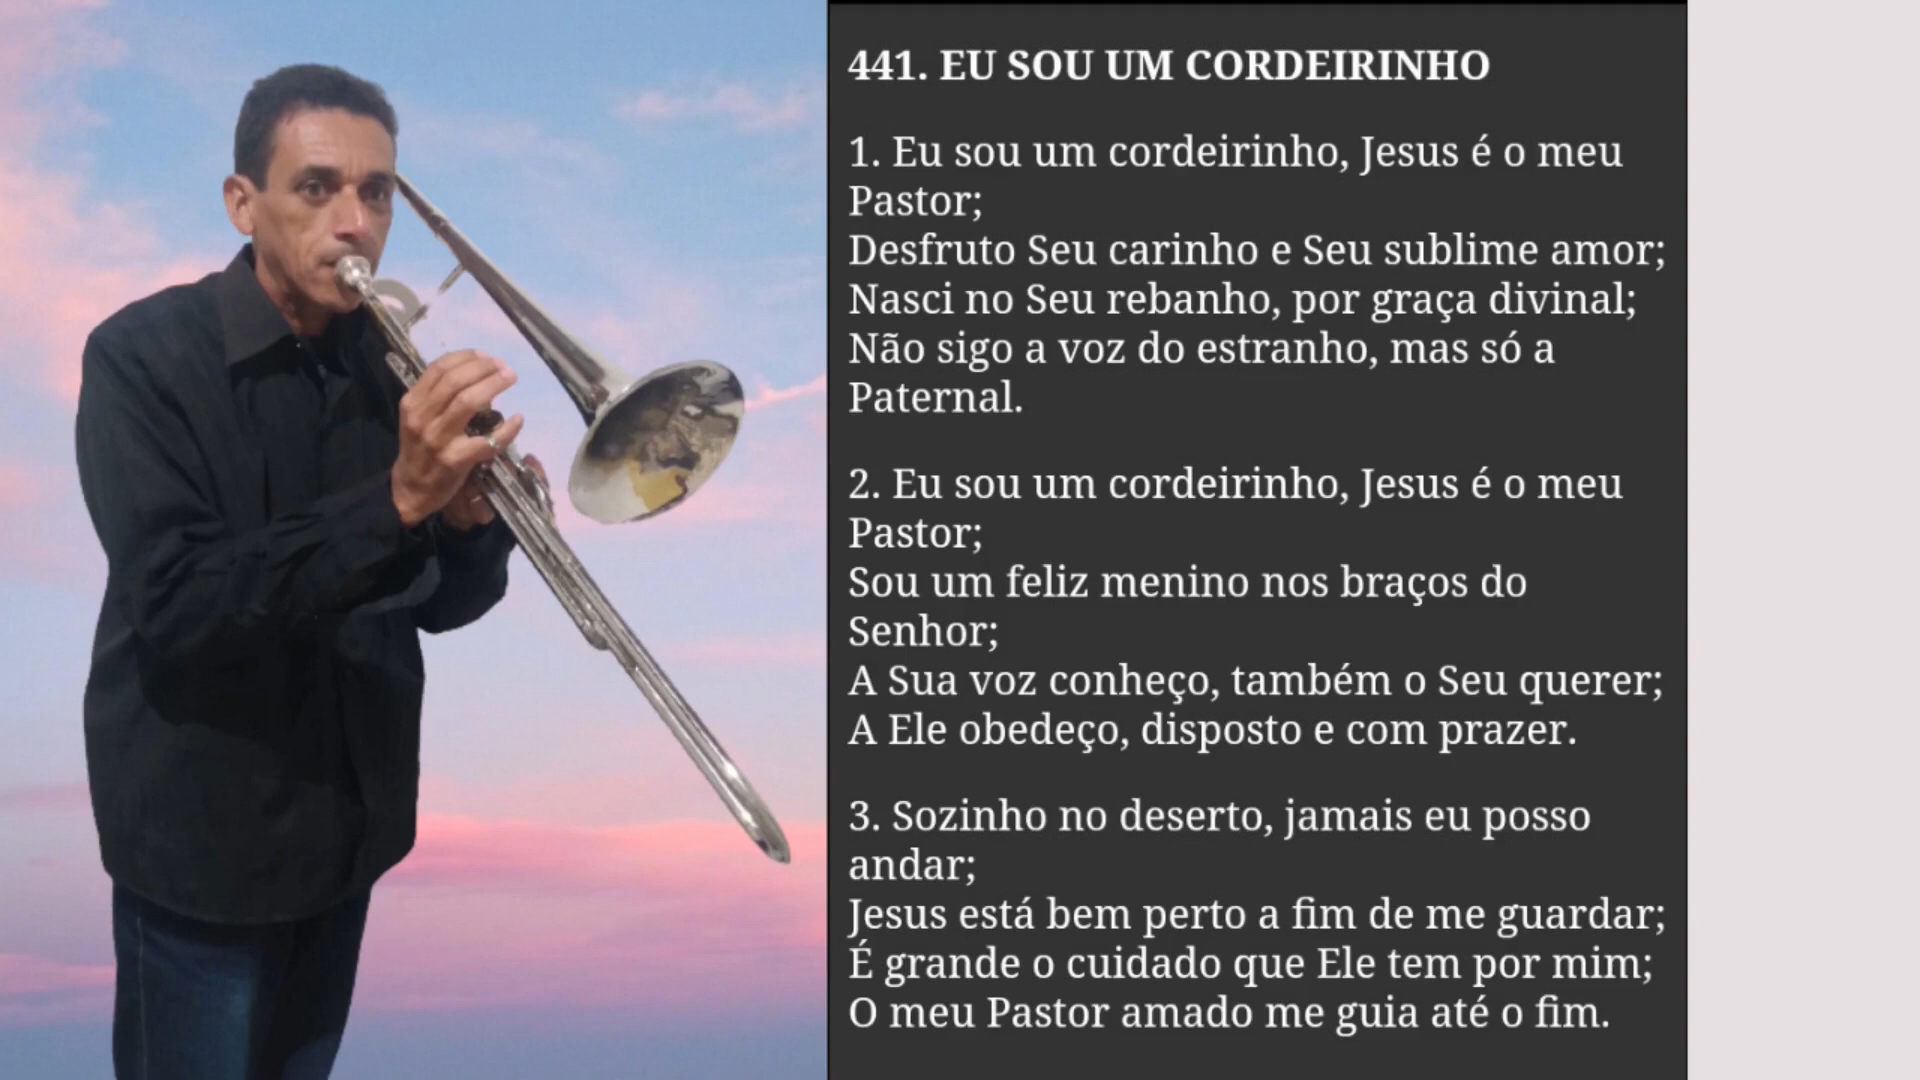 441. EU SOU UM CORDEIRINHO
1. Eu sou um cordeirinho, Jesus é o meu
Pastor;
Desfruto Seu carinho e Seu sublime amor;
Nasci no Seu rebanho, por graça divinal;
Não sigo a voz do estranho, mas só a
Paternal.
2. Eu sou um cordeirinho, Jesus é o meu
Pastor;
Sou um feliz menino nos braços do
Senhor;
A Sua voz conheço, também o Seu querer;
A Ele obedeço, disposto e com prazer.
3. Sozinho no deserto, jamais eu posso
andar;
Jesus está bem perto a fim de me guardar;
É grande o cuidado que Ele tem por mim;
O meu Pastor amado me guia até o fim.